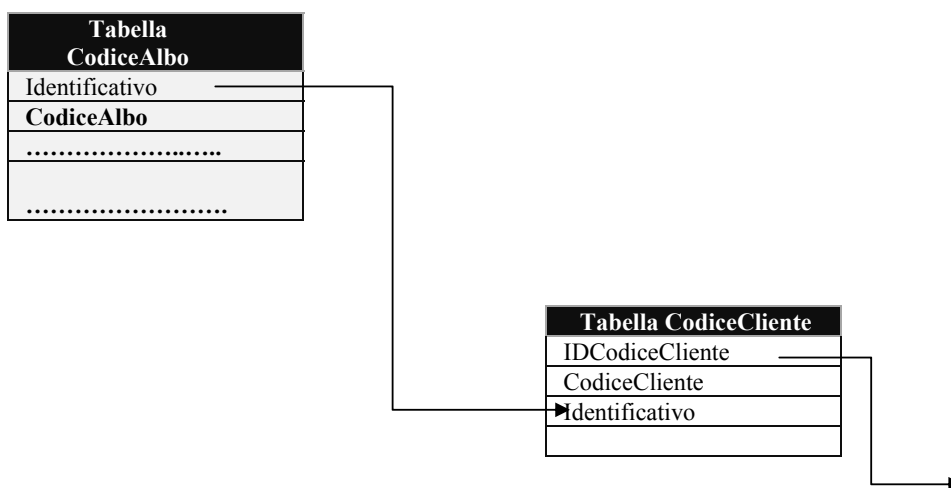 Tabella
CodiceAlbo
Identificativo
CodiceAlbo
………………..…..
…………………….
Tabella CodiceCliente
IDCodiceCliente
CodiceCliente
Identificativo